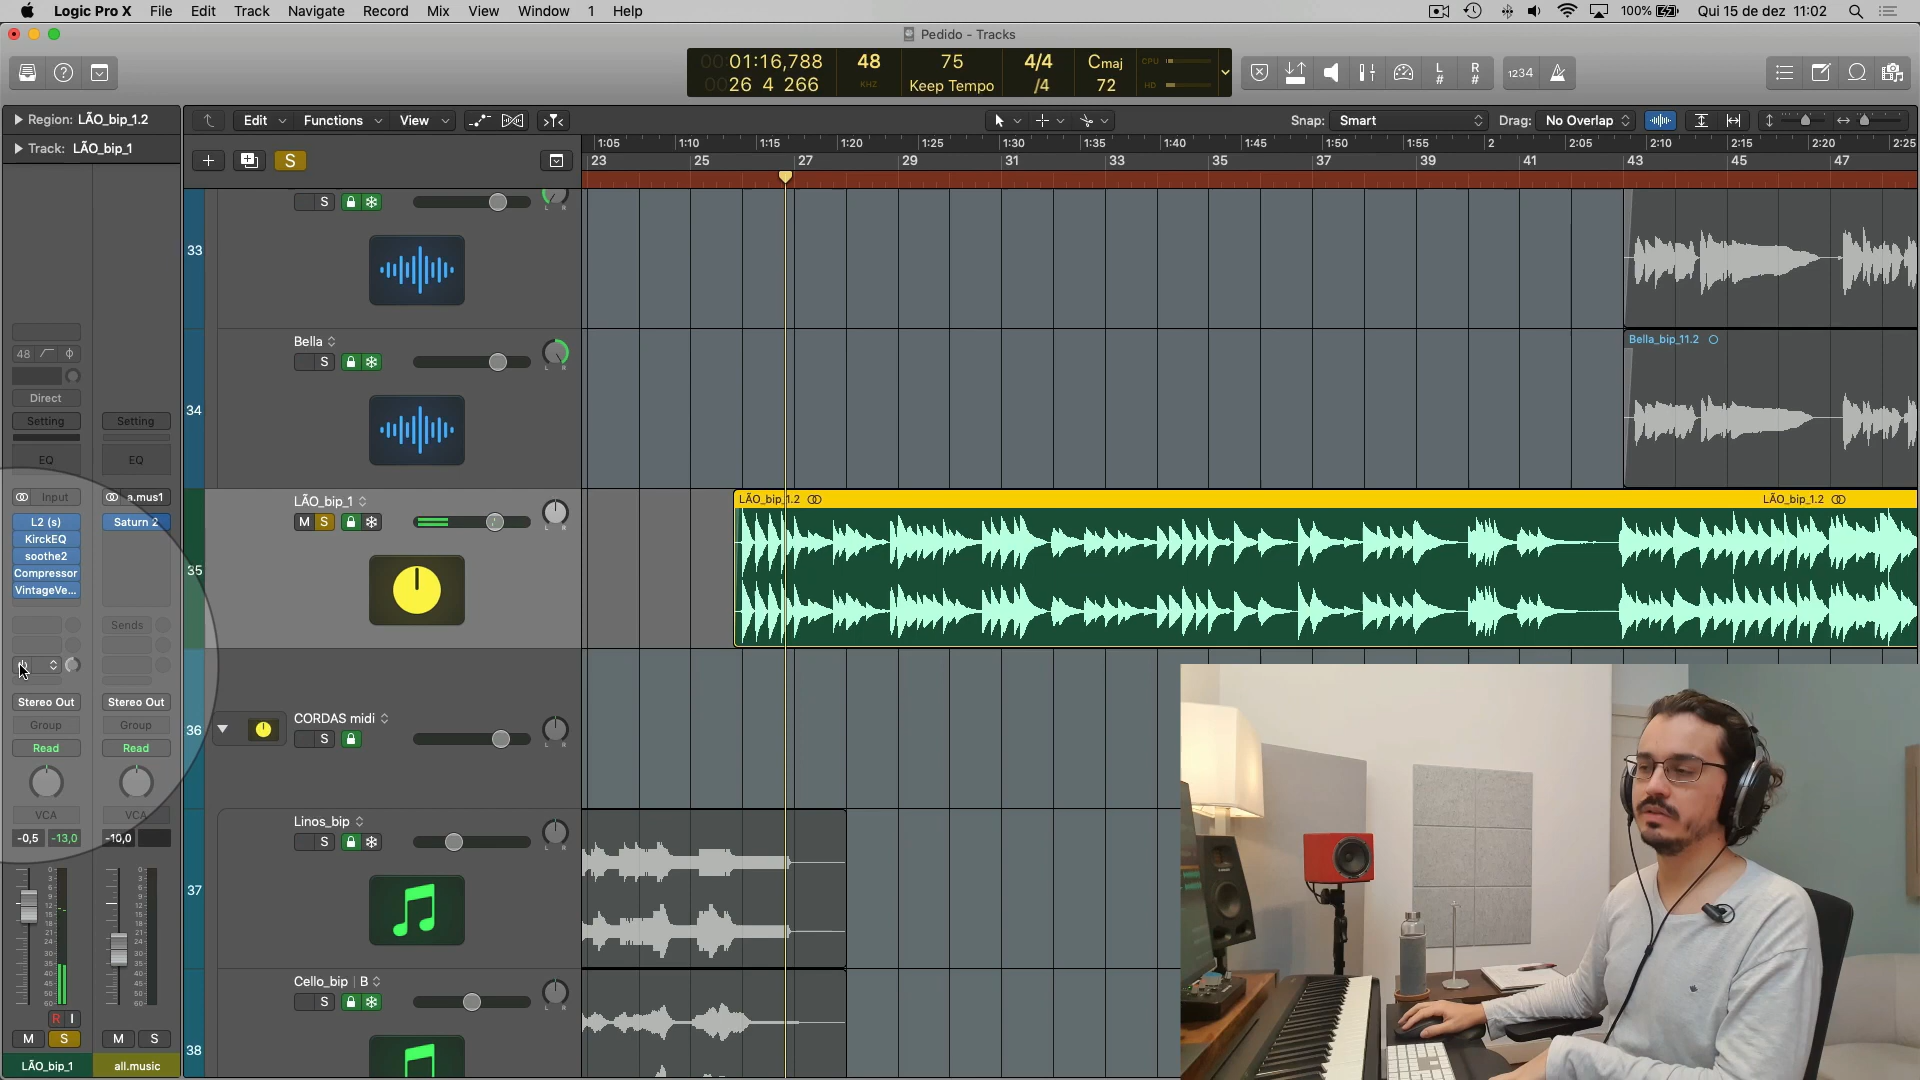 Logic Pro X File Edit Track Navigate Record Mix View Window 1 Help 100% Qui 15 de dez 11:02
Pedido - Tracks
00:01:16,788 48 75 4/4 Cmaj CPU
0026 4 266 KHZ Keep Tempo /4 72 HD
L # R # 1234
Region: LÃO_bip_1.2
Edit Functions View Snap: Smart Drag: No Overlap
Track: LÃO_bip_1
1:05 1:10 1:15 1:20 1:25 1:30 1:35 1:40 1:45 1:50 1:55 2 2:05 2:10 2:15 2:20 2:25
S 23 25 27 29 31 33 35 37 39 41 43 45 47
S L R
33
Bella
Bella_bip_11.2
S L R
34
48
Direct
Setting Setting
EQ EQ
Input a.mus1
LÃO_bip_1 LÃO_bip_1.2 LÃO_bip_1.2
L2 (s) Saturn 2 M S L R
KirckEQ
soothe2
Compressor 35
VintageVe...
Sends
Stereo Out Stereo Out
Group Group
CORDAS midi
36 S L R
Read Read
VCA VCA
Linos_bip
-0,5 -13,0 -10,0 S L R
37
Cello_bip B
S L R
R I
M S M S
38
LÃO_bip_1 all.music